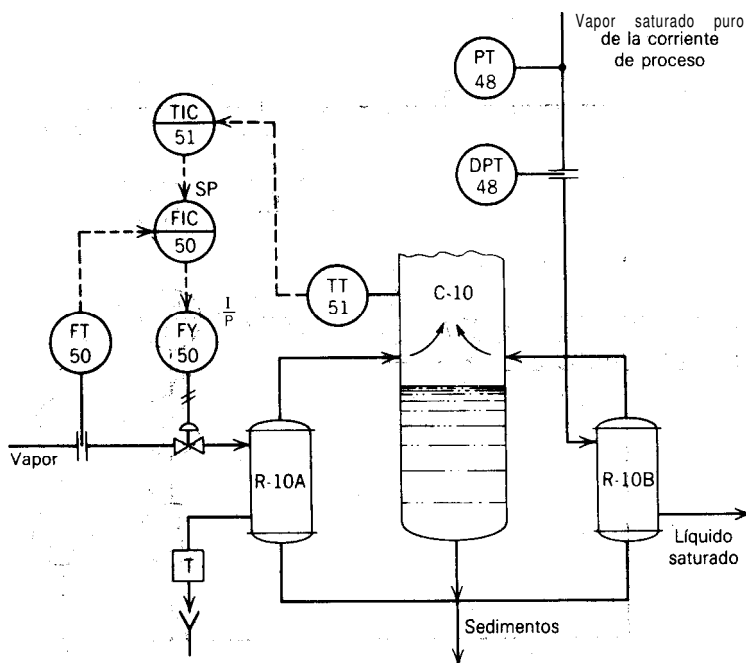 Vapor saturado puro
de la corriente
de proceso
PT
48
TIC
51
DPT
48
SP
FIC
50
TT
51
C-10
FT
50
FY
50
I
P
Vapor
R-10A
R-10B
Líquido
saturado
T
Sedimentos